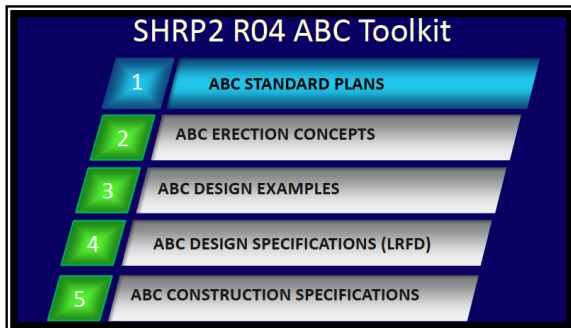 SHRP2 R04 ABC Toolkit
1 ABC STANDARD PLANS
2 ABC ERECTION CONCEPTS
3 ABC DESIGN EXAMPLES
4 ABC DESIGN SPECIFICATIONS (LRFD)
5 ABC CONSTRUCTION SPECIFICATIONS